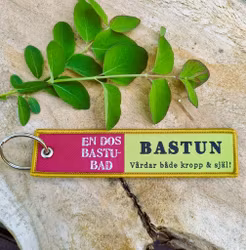 EN DOS
BASTU-
BAD
BASTUN
Vårdar både kropp & själ!